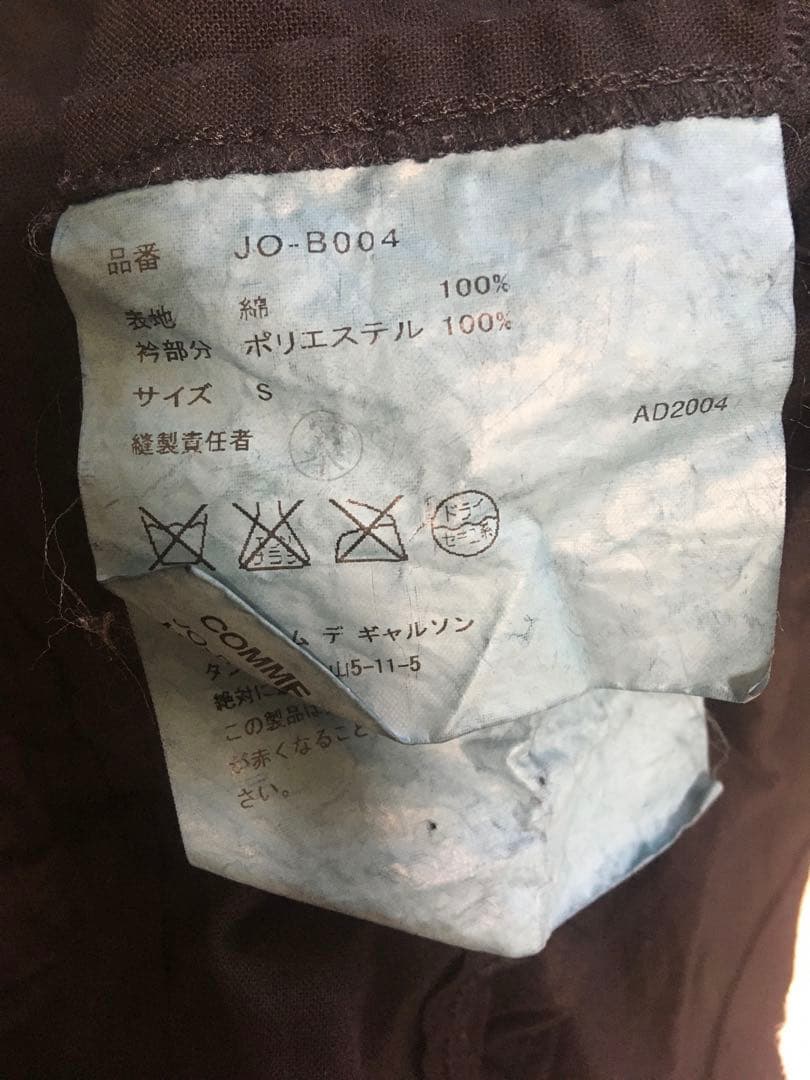 品番 JO-B004
表地 綿 100%
衿部分 ポリエステル 100%
サイズ S
AD2004
縫製責任者
ドライ
セキユ系
COMME
JO
ム デ ギャルソン
5-11-5
絶対に
この製品は
が赤くなること
さい。